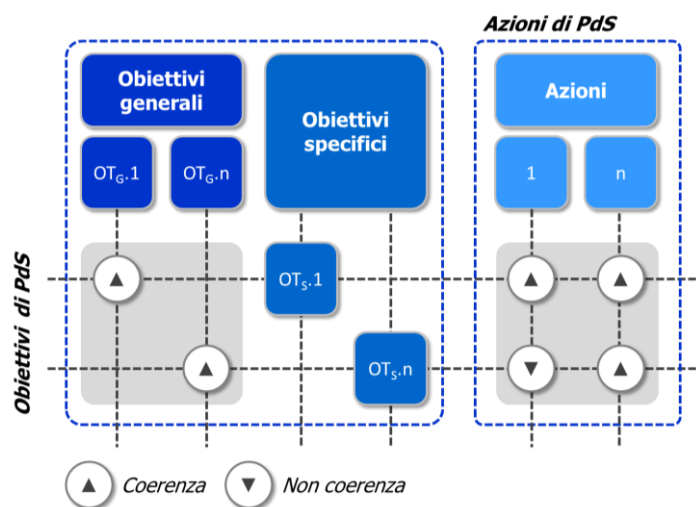 Azioni di PdS
Obiettivi
generali
Obiettivi
specifici
Azioni
OTG.1
OTG.n
1
n
Obiettivi di PdS
OTS.1
OTS.n
Coerenza
Non coerenza